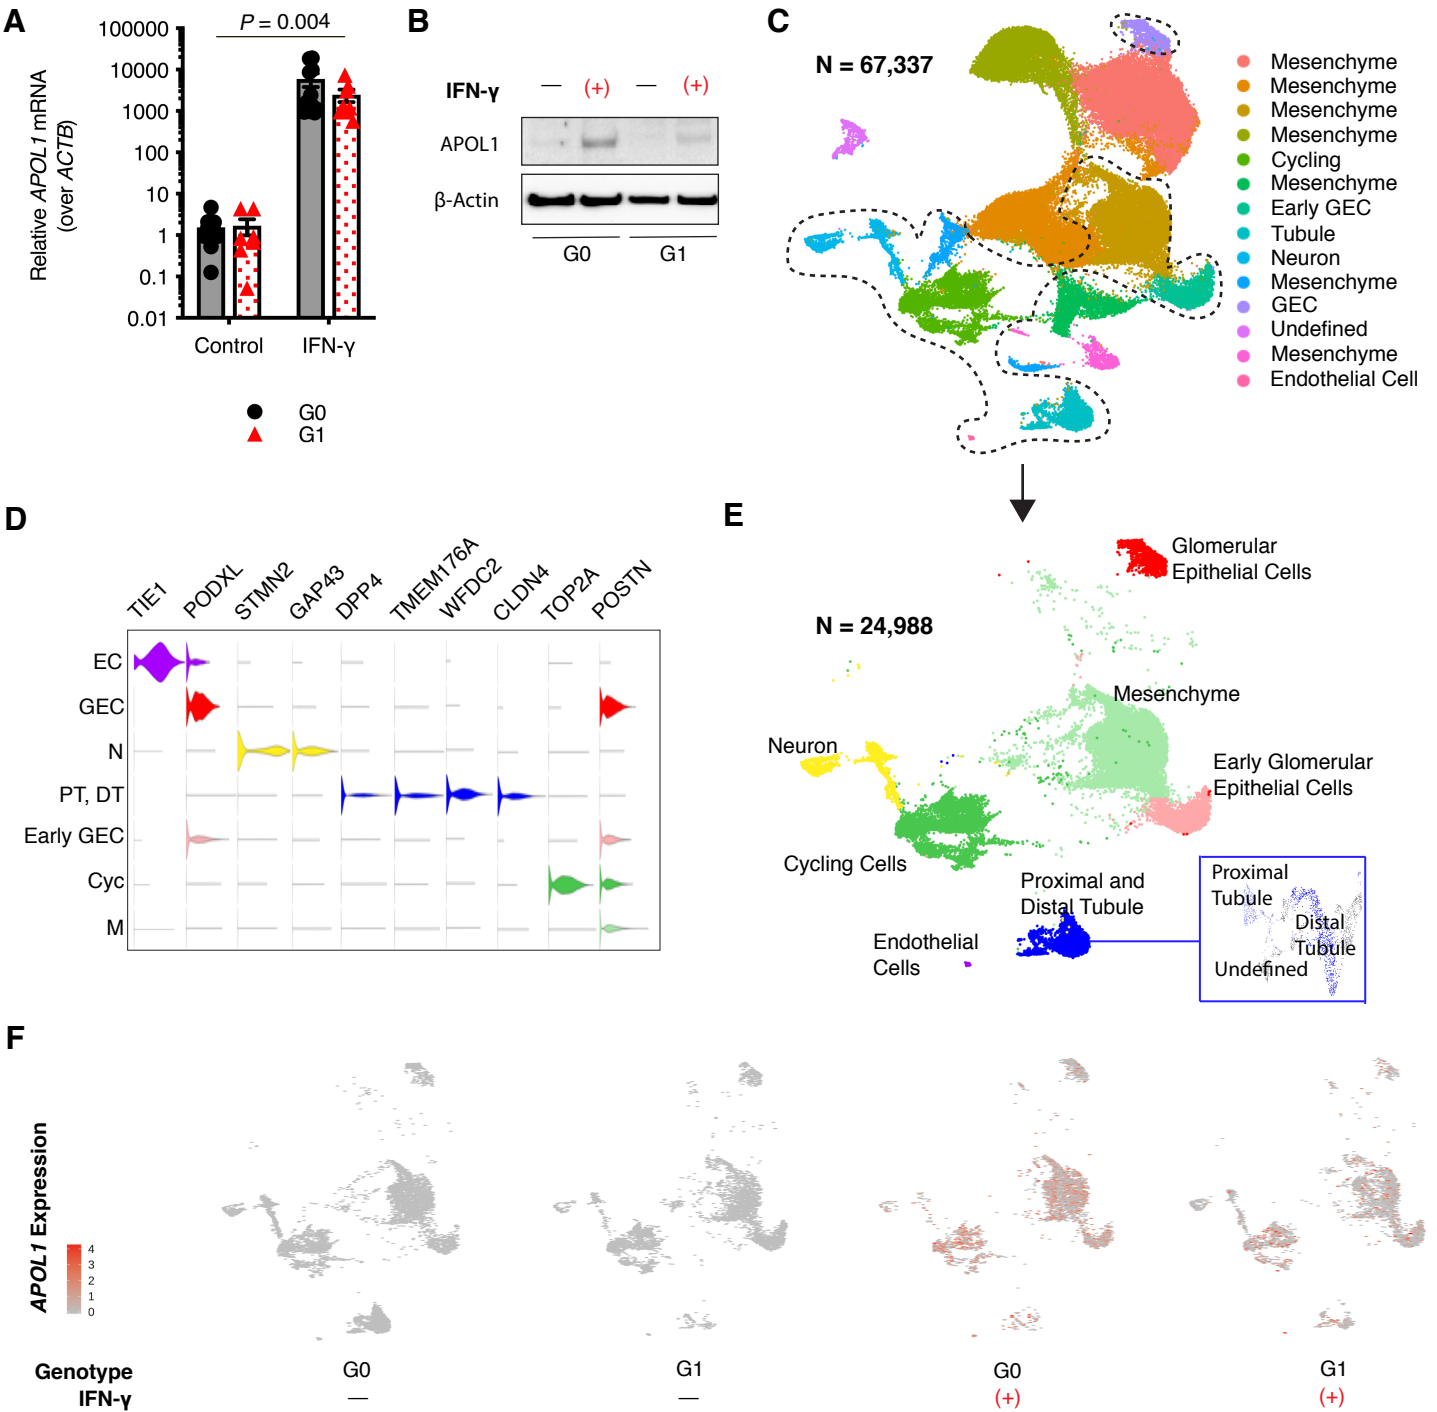 A
P = 0.004
100000
10000
1000
100
10
1
0.1
0.01
Relative APOL1 mRNA
(over ACTB)
Control
IFN-γ
G0
G1
B
IFN-γ
—
(+)
—
(+)
APOL1
β-Actin
G0
G1
C
N = 67,337
Mesenchyme
Mesenchyme
Mesenchyme
Mesenchyme
Cycling
Mesenchyme
Early GEC
Tubule
Neuron
Mesenchyme
GEC
Undefined
Mesenchyme
Endothelial Cell
D
TIE1
PODXL
STMN2
GAP43
DPP4
TMEM176A
WFDC2
CLDN4
TOP2A
POSTN
EC
GEC
N
PT, DT
Early GEC
Cyc
M
E
N = 24,988
Glomerular
Epithelial Cells
Mesenchyme
Neuron
Early Glomerular
Epithelial Cells
Cycling Cells
Proximal and
Distal Tubule
Endothelial
Cells
Proximal
Tubule
Distal
Tubule
Undefined
F
APOL1 Expression
4
3
2
1
0
Genotype
G0
G1
G0
G1
IFN-γ
—
—
(+)
(+)